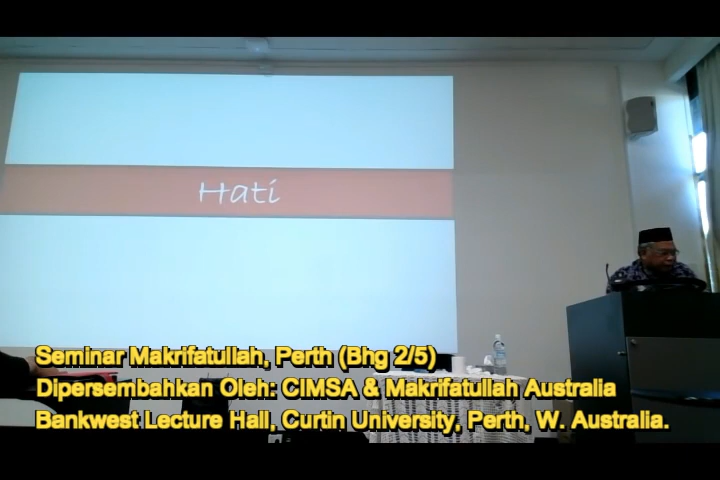 Hati
Seminar Makrifatullah, Perth (Bhg 2/5)
Dipersembahkan Oleh: CIMSA & Makrifatullah Australia
Bankwest Lecture Hall, Curtin University, Perth, W. Australia.